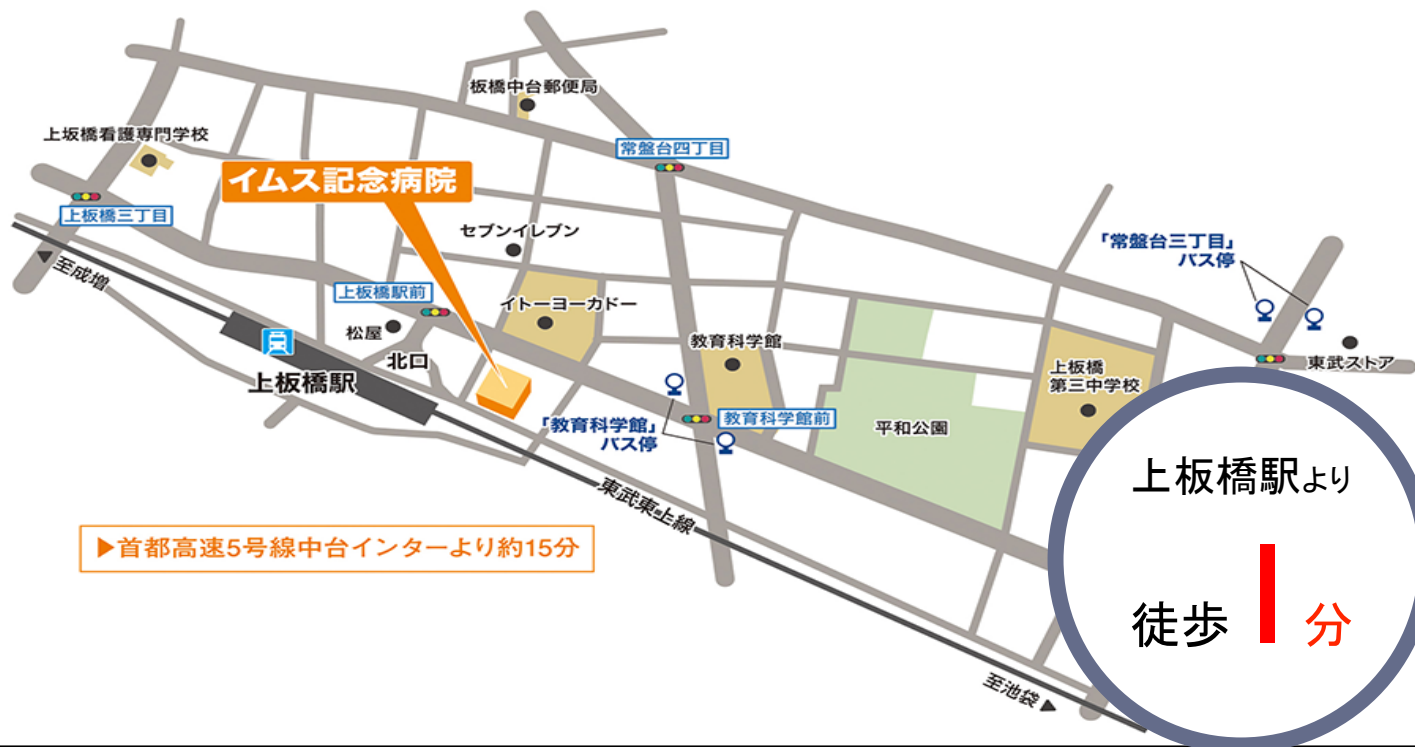 板橋中台郵便局
上坂橋看護専門学校
常盤台四丁目
イムス記念病院
上板橋三丁目
セブンイレブン
「常盤台三丁目」
バス停
至成増
上板橋駅前
イトーヨーカドー
松屋
教育科学館
北口
上板橋駅
東武ストア
上板橋
第三中学校
「教育科学館」
バス停
教育科学館前
平和公園
東武東上線
▶首都高速5号線中台インターより約15分
上板橋駅より
徒歩 1 分
至池袋